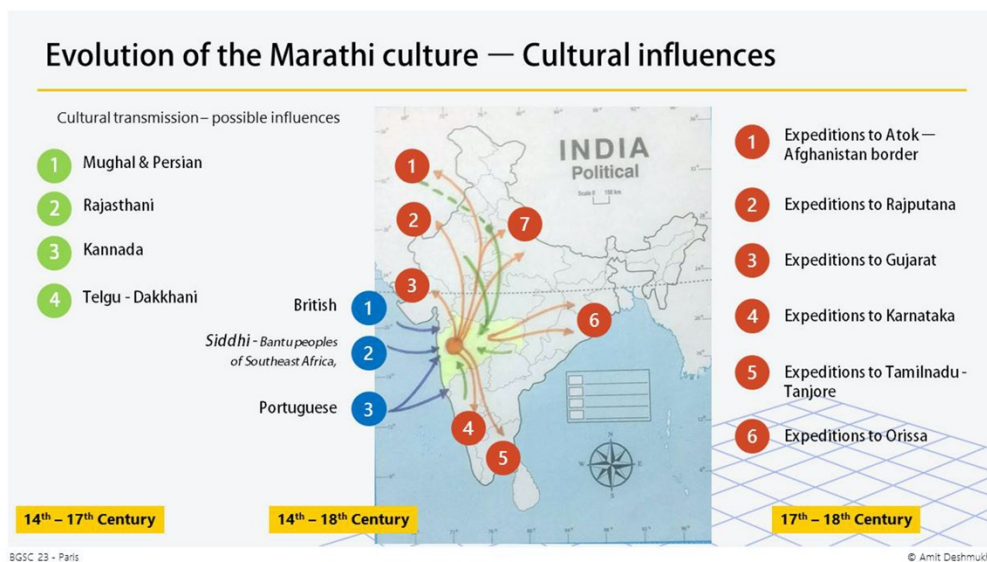 Evolution of the Marathi culture — Cultural influences
Cultural transmission– possible influences
1 Mughal & Persian
2 Rajasthani
3 Kannada
4 Telgu - Dakkhani
British 1
Siddhi - Bantu peoples
of Southeast Africa,
2
Portuguese 3
INDIA
Political
Scale 0 150 km
1
2
3
7
6
4
5
N
W E
S
1 Expeditions to Atok —
Afghanistan border
2 Expeditions to Rajputana
3 Expeditions to Gujarat
4 Expeditions to Karnataka
5 Expeditions to Tamilnadu -
Tanjore
6 Expeditions to Orissa
14th – 17th Century
14th – 18th Century
17th – 18th Century
BGSC 23 - Paris
© Amit Deshmukh